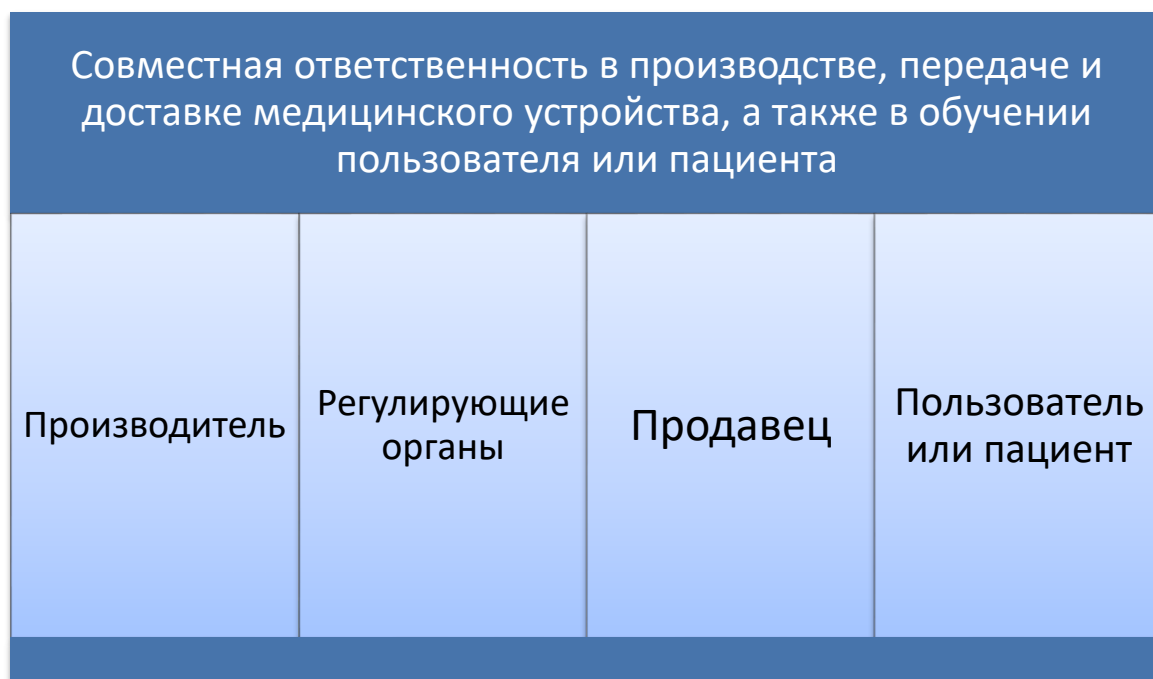 Совместная ответственность в производстве, передаче и
доставке медицинского устройства, а также в обучении
пользователя или пациента
Производитель
Регулирующие
органы
Продавец
Пользователь
или пациент